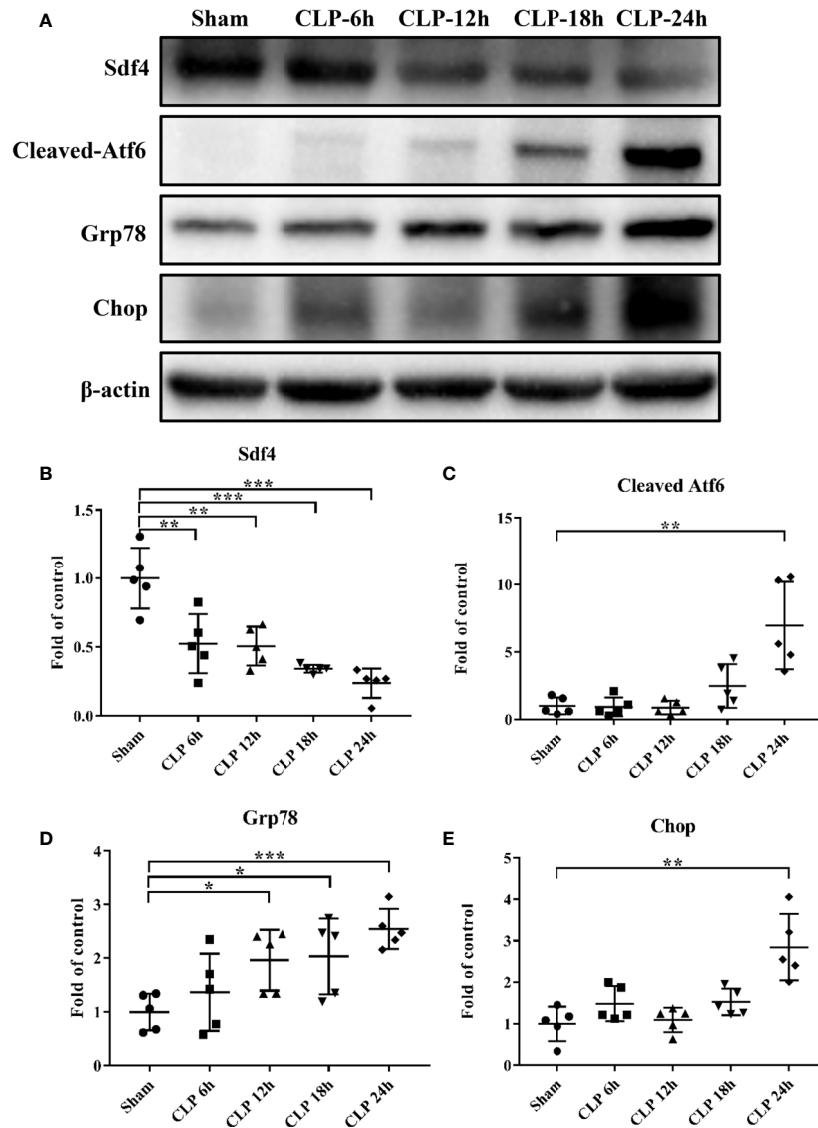 A
Sham CLP-6h CLP-12h CLP-18h CLP-24h
Sdf4
Cleaved-Atf6
Grp78
Chop
β-actin
B
Sdf4
***
***
**
**
Fold of control
1.5
1.0
0.5
0.0
Sham CLP 6h CLP 12h CLP 18h CLP 24h
C
Cleaved Atf6
**
Fold of control
15
10
5
0
Sham CLP 6h CLP 12h CLP 18h CLP 24h
D
Grp78
***
*
*
Fold of control
4
3
2
1
0
Sham CLP 6h CLP 12h CLP 18h CLP 24h
E
Chop
**
Fold of control
5
4
3
2
1
0
Sham CLP 6h CLP 12h CLP 18h CLP 24h